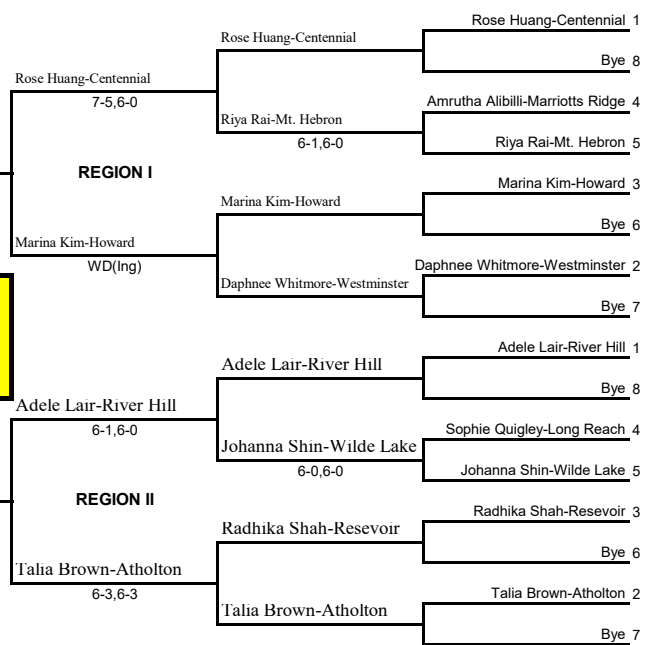 Rose Huang-Centennial 1
Rose Huang-Centennial
Bye 8
Rose Huang-Centennial
7-5,6-0
Amrutha Alibilli-Marriotts Ridge 4
Riya Rai-Mt. Hebron
6-1,6-0
Riya Rai-Mt. Hebron 5
REGION I
Marina Kim-Howard 3
Marina Kim-Howard
Bye 6
Marina Kim-Howard
WD(Ing)
Daphnee Whitmore-Westminster 2
Daphnee Whitmore-Westminster
Bye 7
Adele Lair-River Hill 1
Adele Lair-River Hill
Bye 8
Adele Lair-River Hill
6-1,6-0
Sophie Quigley-Long Reach 4
Johanna Shin-Wilde Lake
6-0,6-0
Johanna Shin-Wilde Lake 5
REGION II
Radhika Shah-Resevoir 3
Radhika Shah-Resevoir
Bye 6
Talia Brown-Atholton
6-3,6-3
Talia Brown-Atholton 2
Talia Brown-Atholton
Bye 7